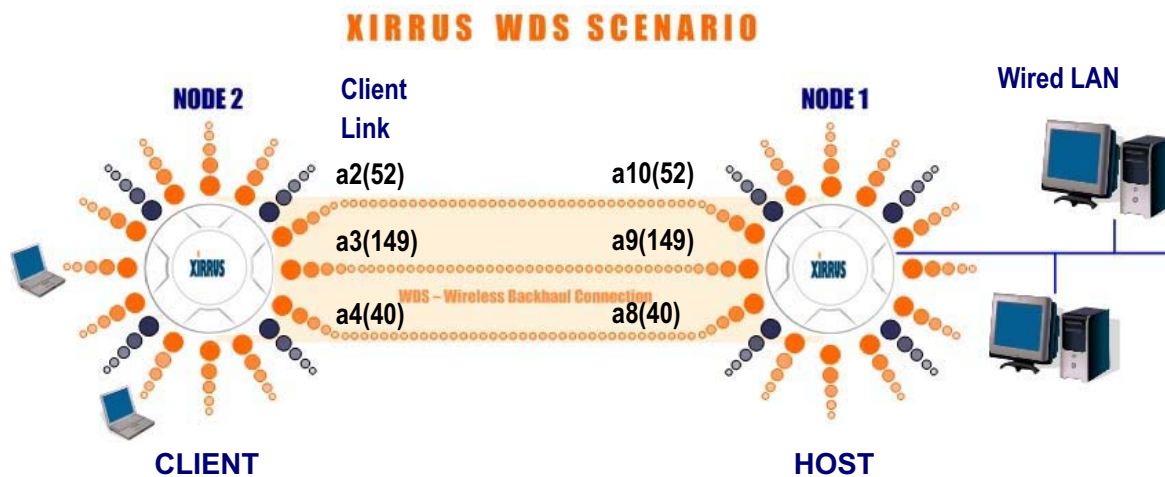 XIRRUS WDS SCENARIO
Wired LAN
NODE 2
Client
Link
NODE 1
a2(52)
a10(52)
a3(149)
a9(149)
XIRRUS
XIRRUS
WDS – Wireless Backhaul Connection
a4(40)
a8(40)
CLIENT
HOST